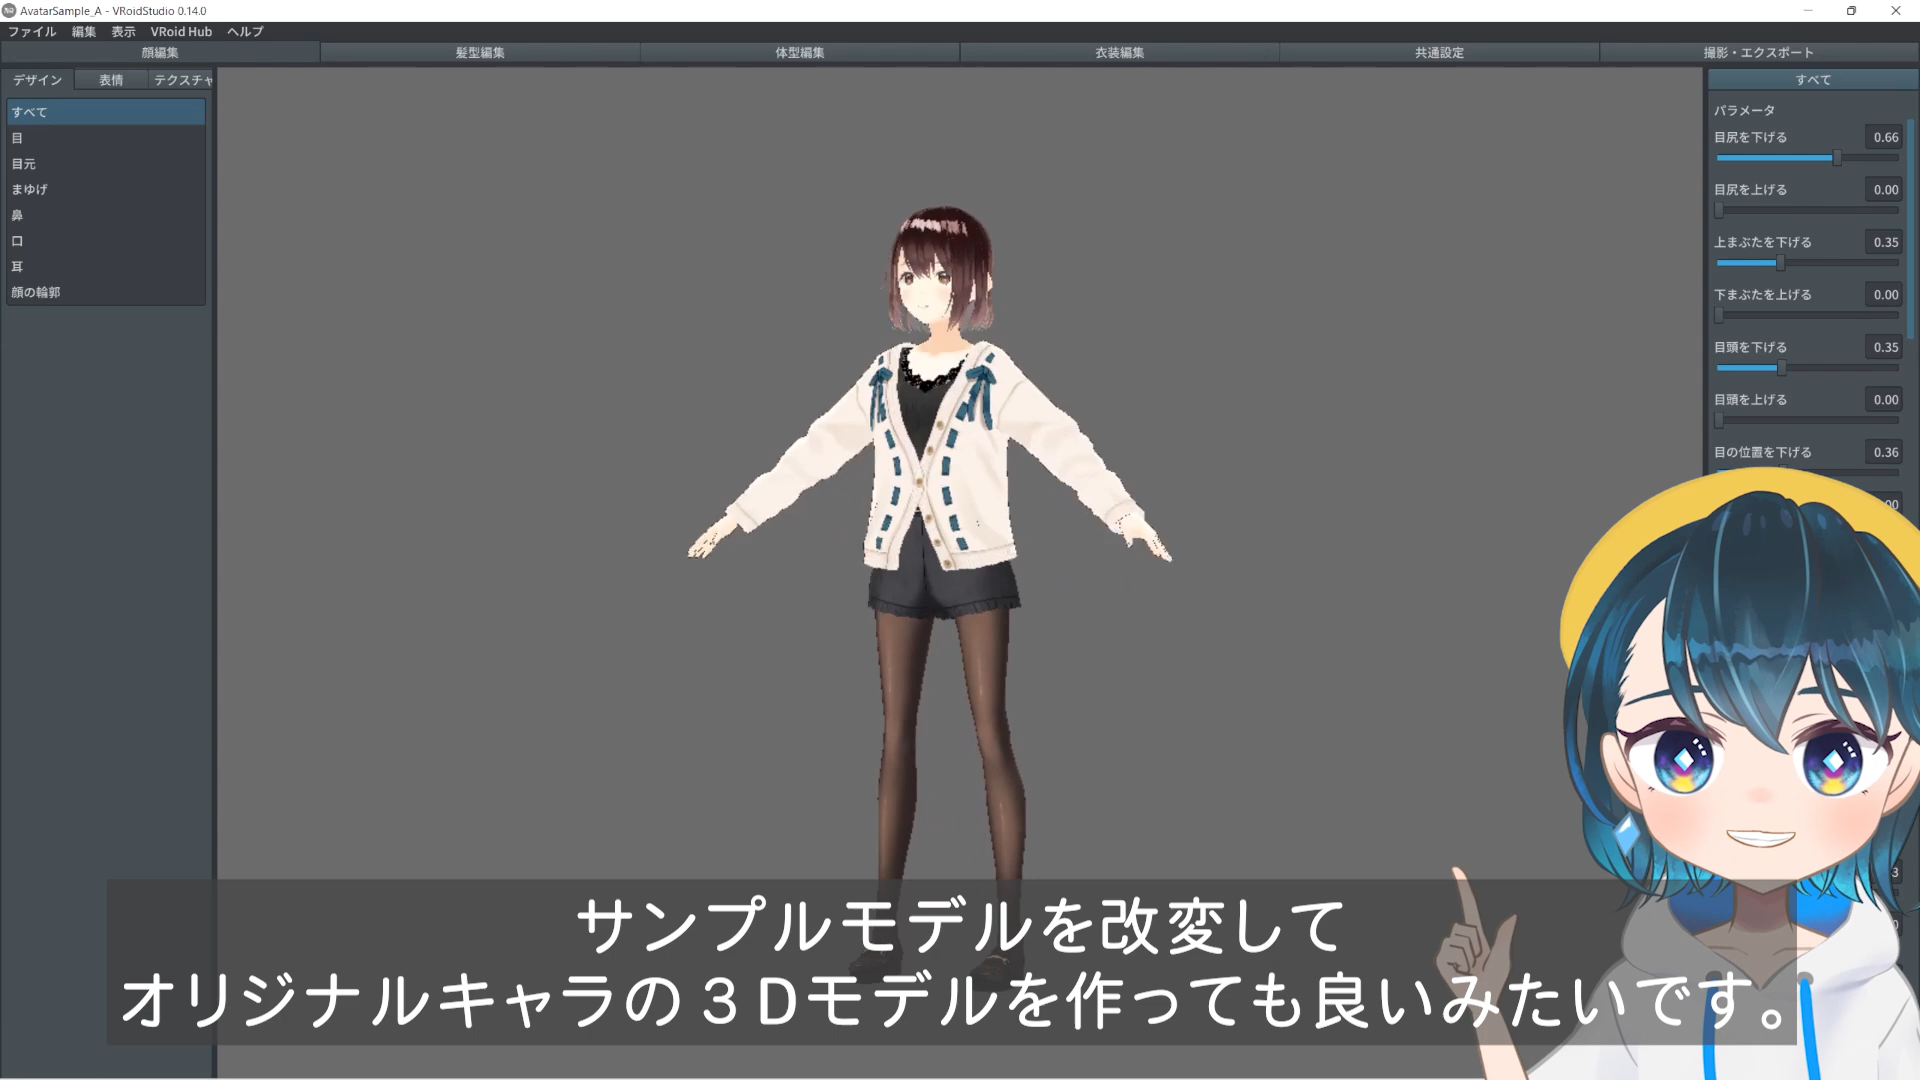 AvatarSample_A - VRoidStudio 0.14.0
ファイル 編集 表示 VRoid Hub ヘルプ
顔編集 髪型編集 体型編集 衣装編集 共通設定 撮影・エクスポート
デザイン 表情 テクスチャ
すべて
目
目元
まゆげ
鼻
口
耳
顔の輪郭
すべて
パラメータ
目尻を下げる 0.66
目尻を上げる 0.00
上まぶたを下げる 0.35
下まぶたを上げる 0.00
目頭を下げる 0.35
目頭を上げる 0.00
目の位置を下げる 0.36
サンプルモデルを改変して
オリジナルキャラの３Dモデルを作っても良いみたいです。